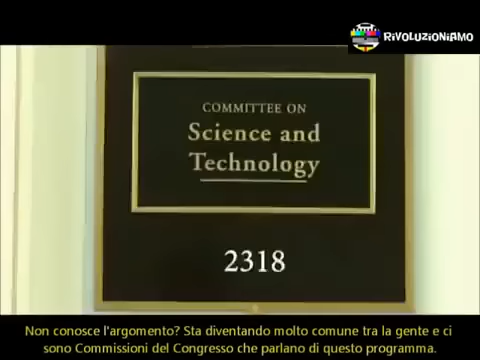 RiVOLUZiONiAMO
COMMITTEE ON
Science and
Technology
2318
Non conosce l'argomento? Sta diventando molto comune tra la gente e ci
sono Commissioni del Congresso che parlano di questo programma.